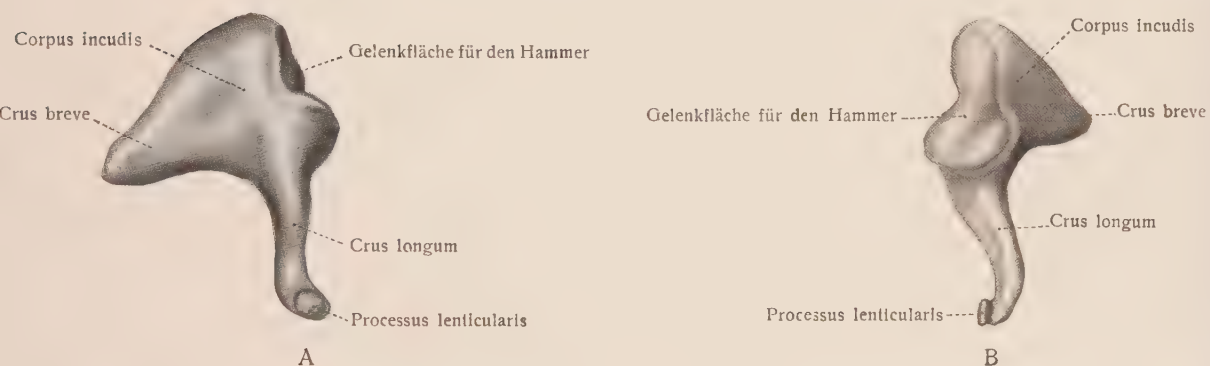 Corpus incudis
Gelenkfläche für den Hammer
Crus breve
Crus longum
Processus lenticularis
A
Corpus incudis
Gelenkfläche für den Hammer
Crus breve
Crus longum
Processus lenticularis
B